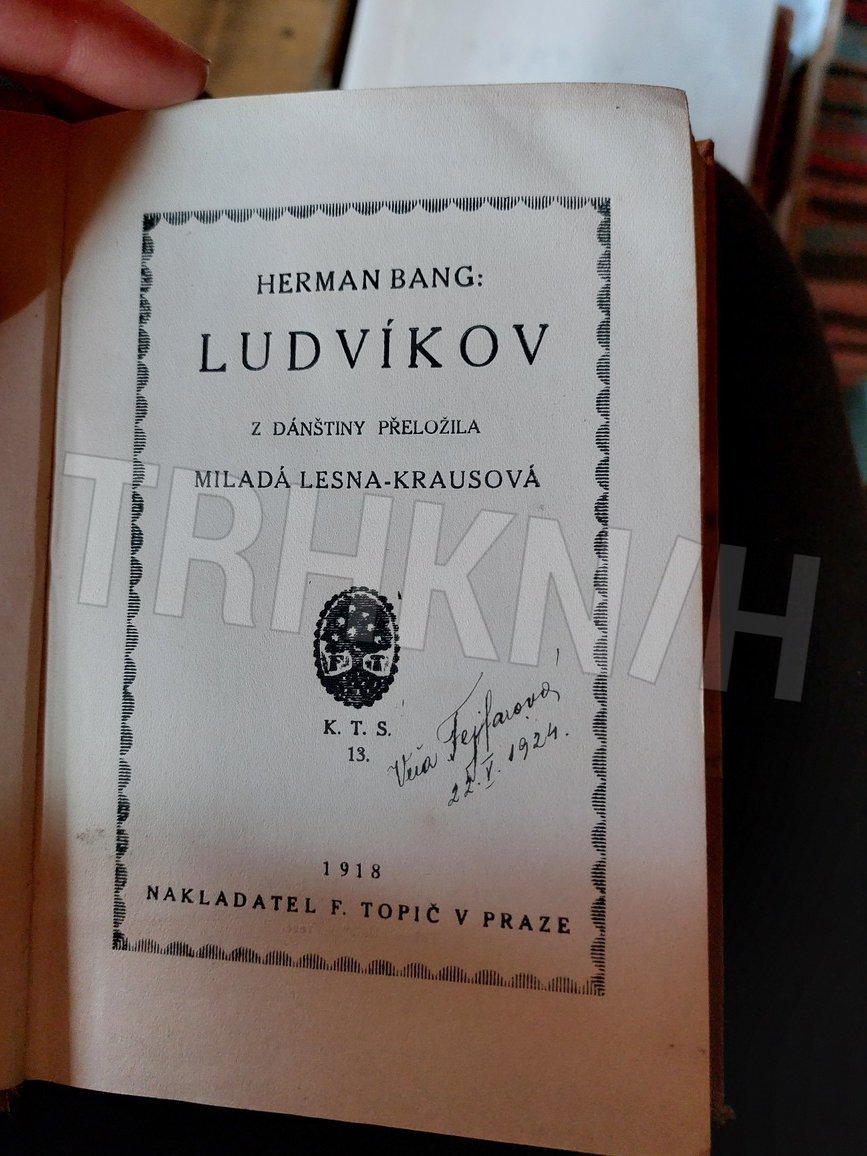 HERMAN BANG:
LUDVÍKOV
Z DÁNŠTINY PŘELOŽILA
MILADÁ LESNA-KRAUSOVÁ
TRHKNIH
F T
K. T. S.
13.
Věra Fejfarová
22. V. 1924.
1918
NAKLADATEL F. TOPIČ V PRAZE